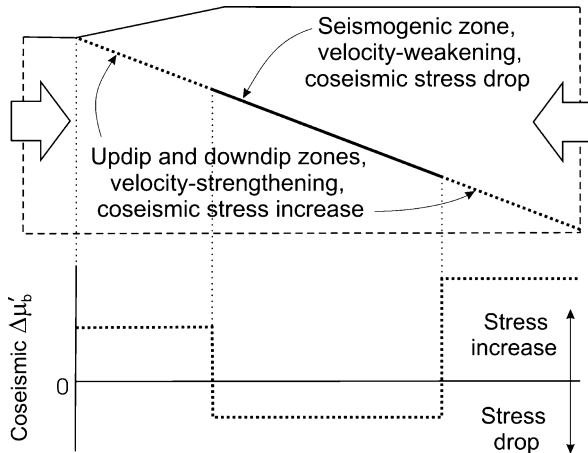 Seismogenic zone,
velocity-weakening,
coseismic stress drop
Updip and downdip zones,
velocity-strengthening,
coseismic stress increase
Coseismic Δμ′b
0
Stress
increase
Stress
drop